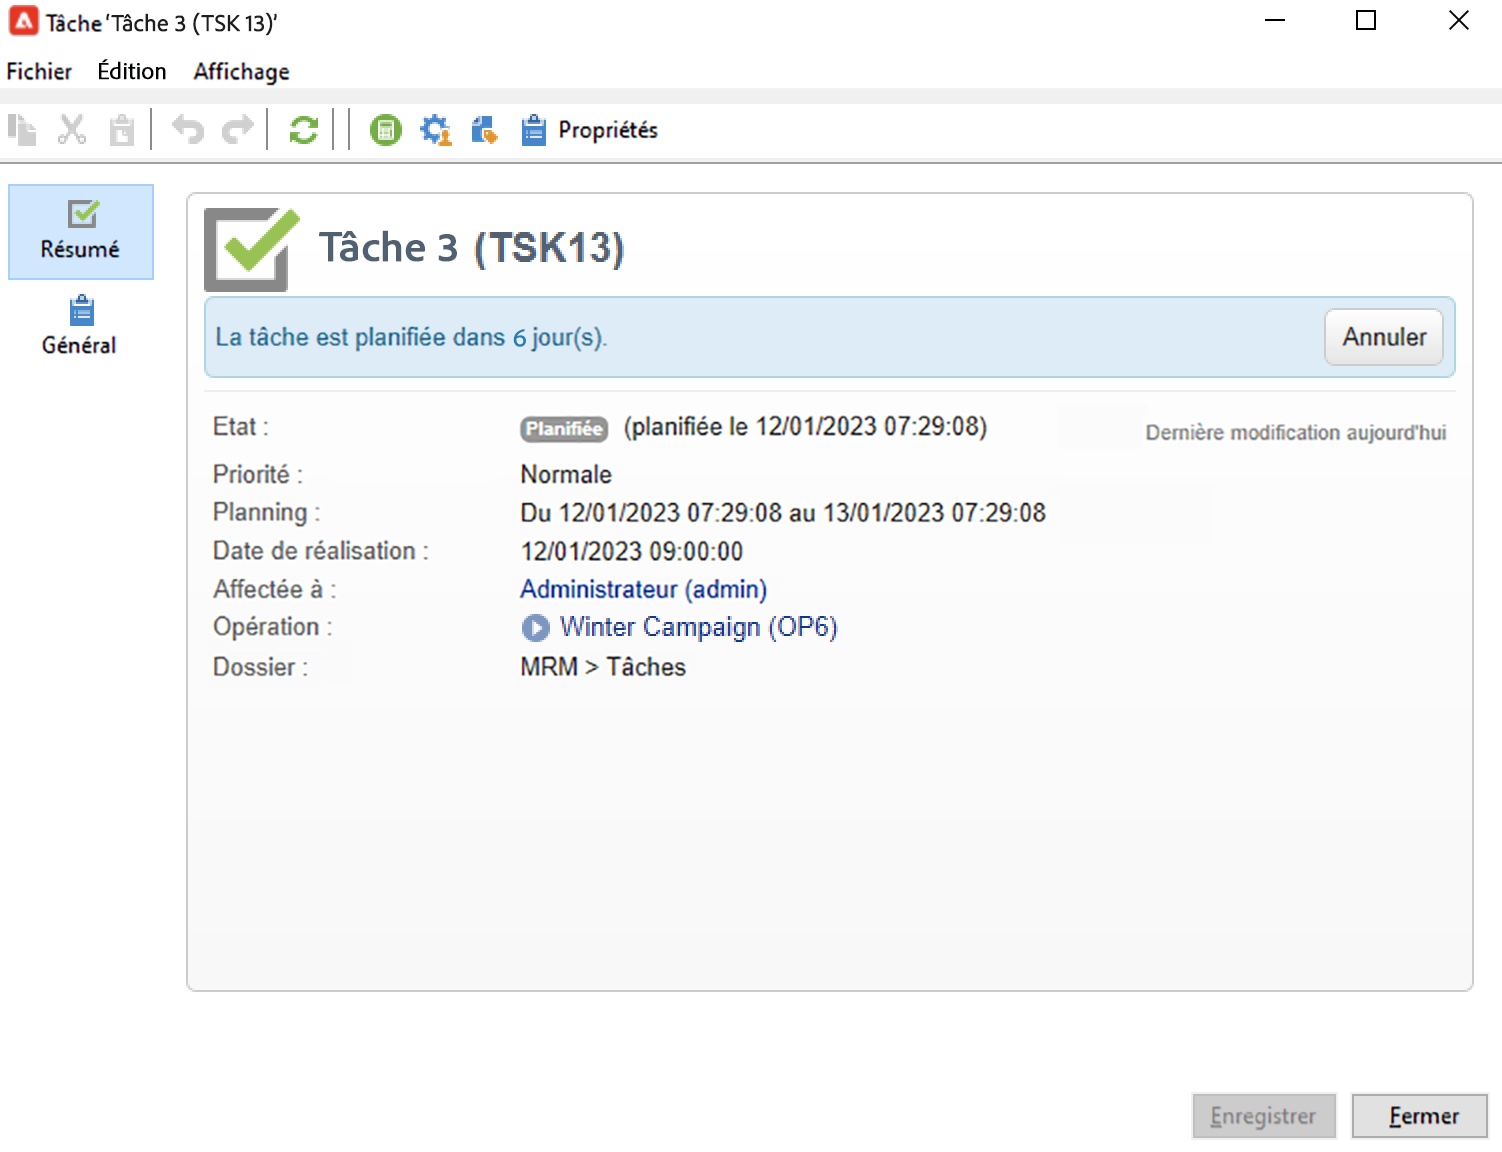 Tâche ‘Tâche 3 (TSK 13)’
Fichier Édition Affichage
Propriétés
Résumé
Général
Tâche 3 (TSK13)
La tâche est planifiée dans 6 jour(s).
Annuler
Etat : Planifiée (planifiée le 12/01/2023 07:29:08) Dernière modification aujourd'hui
Priorité : Normale
Planning : Du 12/01/2023 07:29:08 au 13/01/2023 07:29:08
Date de réalisation : 12/01/2023 09:00:00
Affectée à : Administrateur (admin)
Opération : Winter Campaign (OP6)
Dossier : MRM > Tâches
Enregistrer Fermer